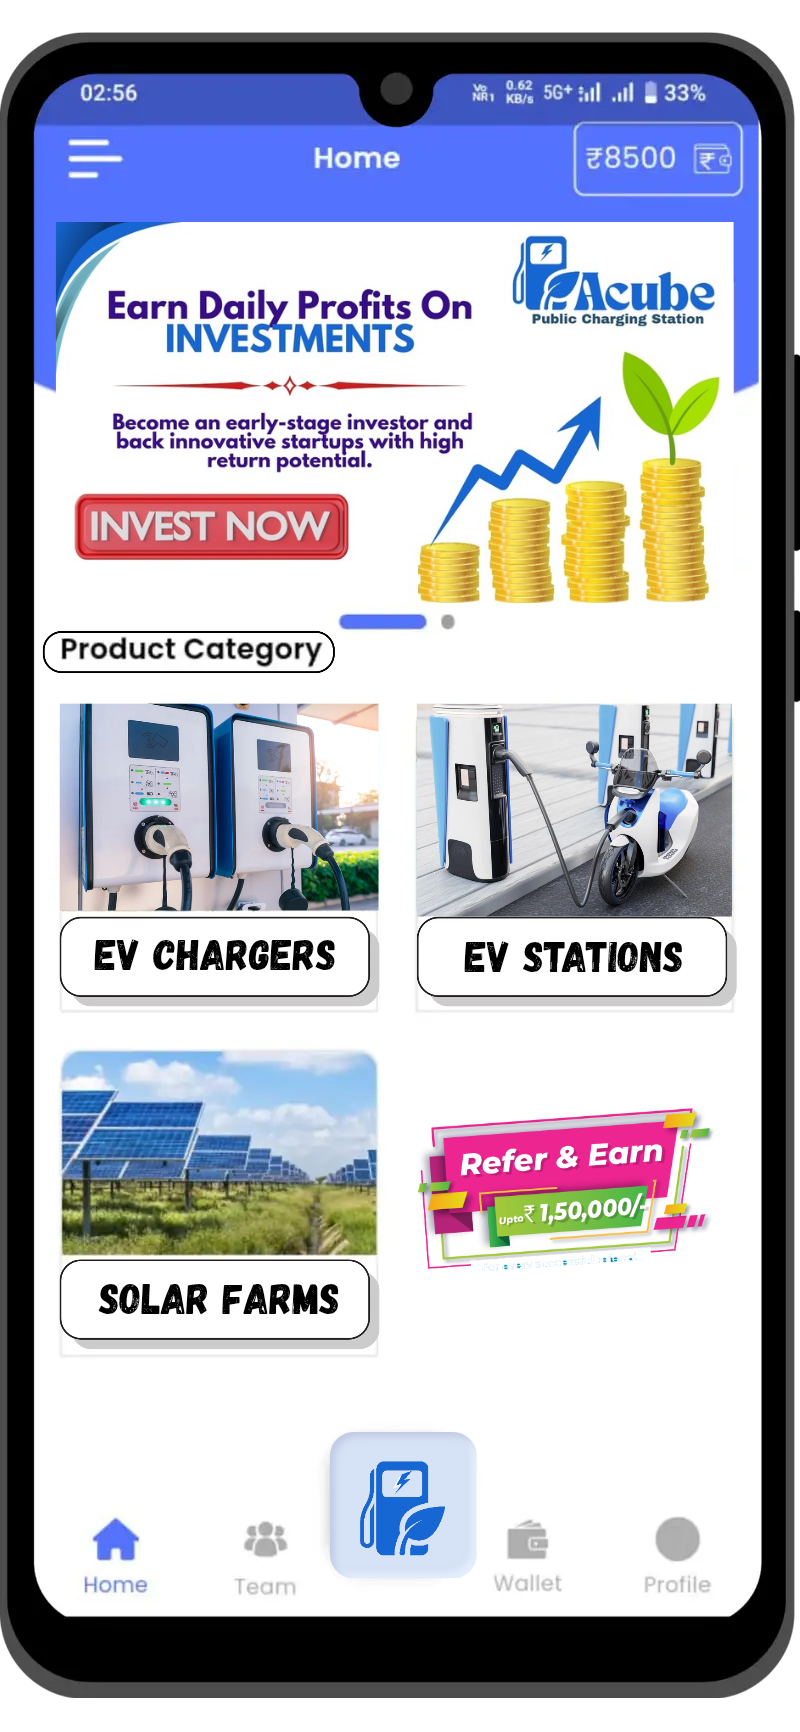 02:56
Vo NR1 0.62 KB/s 5G+ 33%
Home
₹8500
Acube
Public Charging Station
Earn Daily Profits On
INVESTMENTS
Become an early-stage investor and
back innovative startups with high
return potential.
INVEST NOW
Product Category
EV CHARGERS
EV STATIONS
Refer & Earn
Upto ₹ 1,50,000/-
SOLAR FARMS
Home
Team
Wallet
Profile